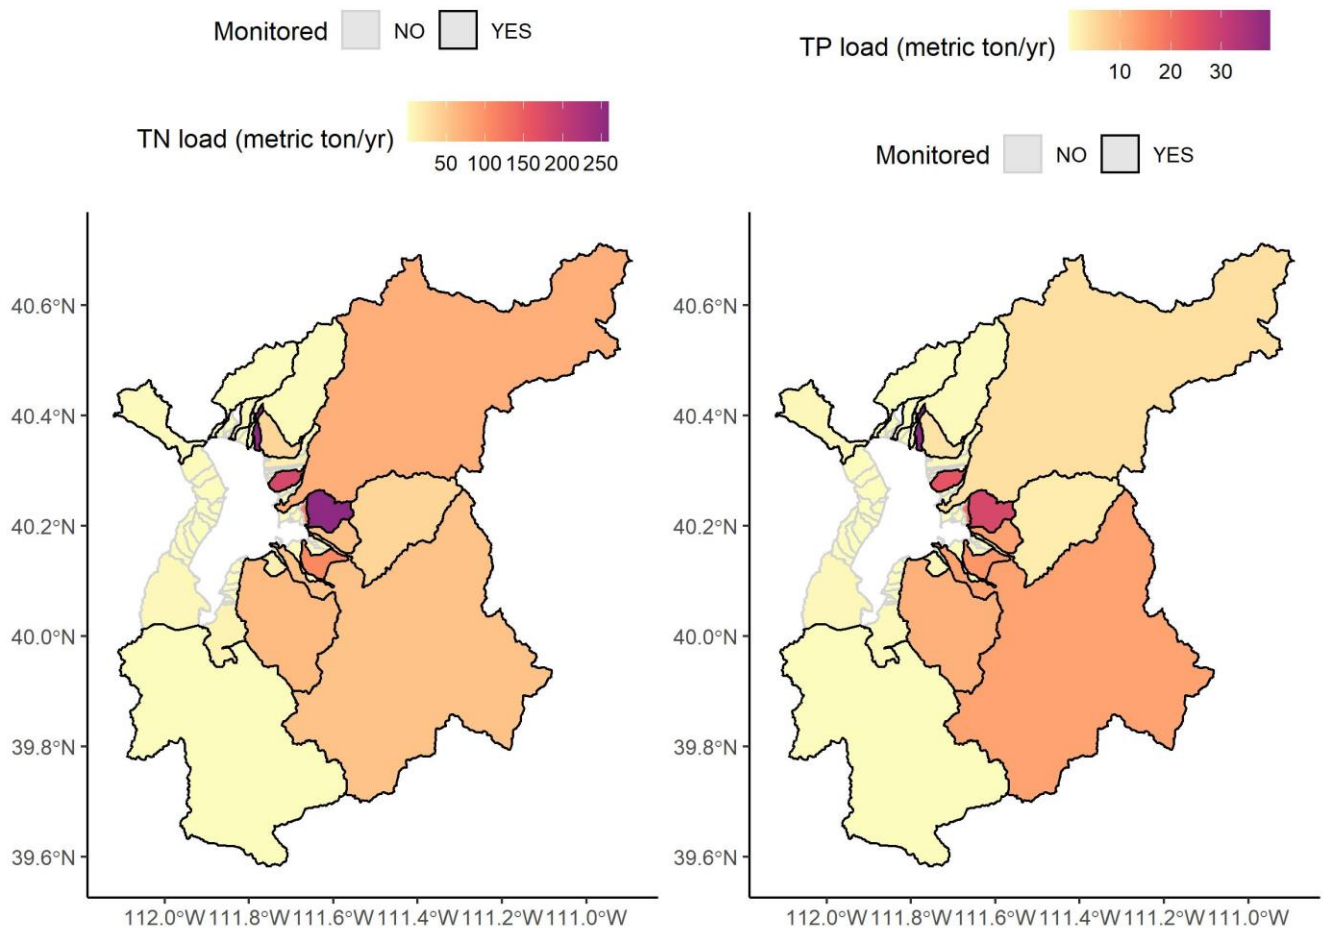 Monitored NO YES
TN load (metric ton/yr)
50 100 150 200 250
40.6°N
40.4°N
40.2°N
40.0°N
39.8°N
39.6°N
112.0°W 111.8°W 111.6°W 111.4°W 111.2°W 111.0°W
TP load (metric ton/yr)
10 20 30
Monitored NO YES
40.6°N
40.4°N
40.2°N
40.0°N
39.8°N
39.6°N
112.0°W 111.8°W 111.6°W 111.4°W 111.2°W 111.0°W